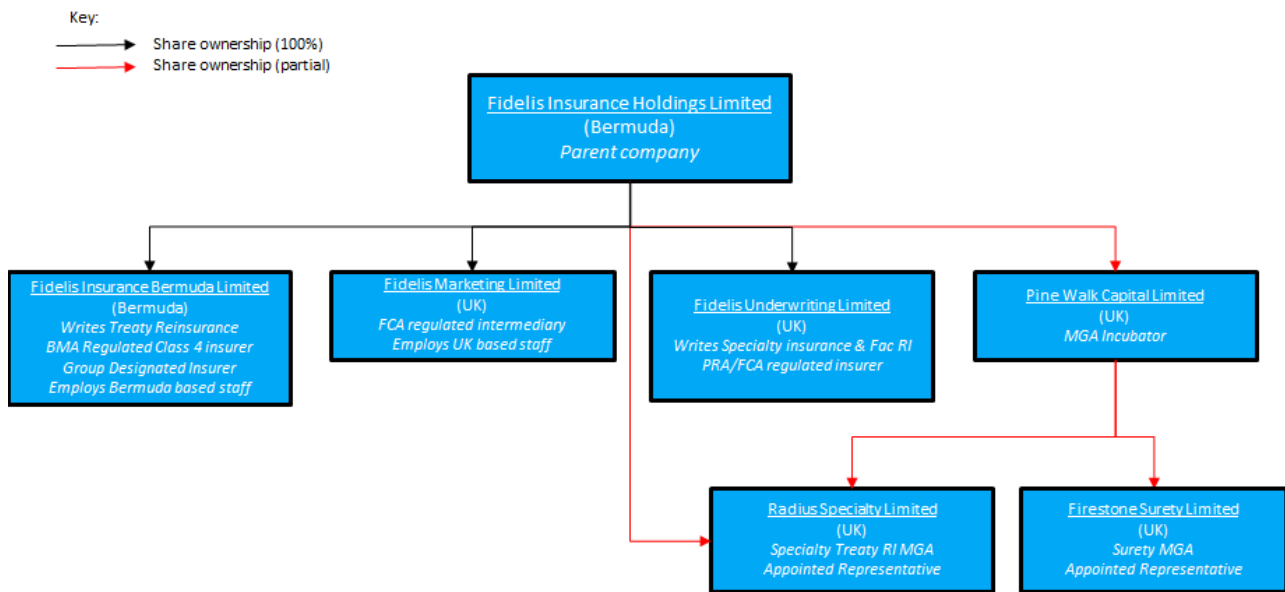 Key:
Share ownership (100%)
Share ownership (partial)
Fidelis Insurance Holdings Limited
(Bermuda)
Parent company
Fidelis Insurance Bermuda Limited
(Bermuda)
Writes Treaty Reinsurance
BMA Regulated Class 4 insurer
Group Designated Insurer
Employs Bermuda based staff
Fidelis Marketing Limited
(UK)
FCA regulated intermediary
Employs UK based staff
Fidelis Underwriting Limited
(UK)
Writes Specialty insurance & Fac RI
PRA/FCA regulated insurer
Pine Walk Capital Limited
(UK)
MGA Incubator
Radius Specialty Limited
(UK)
Specialty Treaty RI MGA
Appointed Representative
Firestone Surety Limited
(UK)
Surety MGA
Appointed Representative